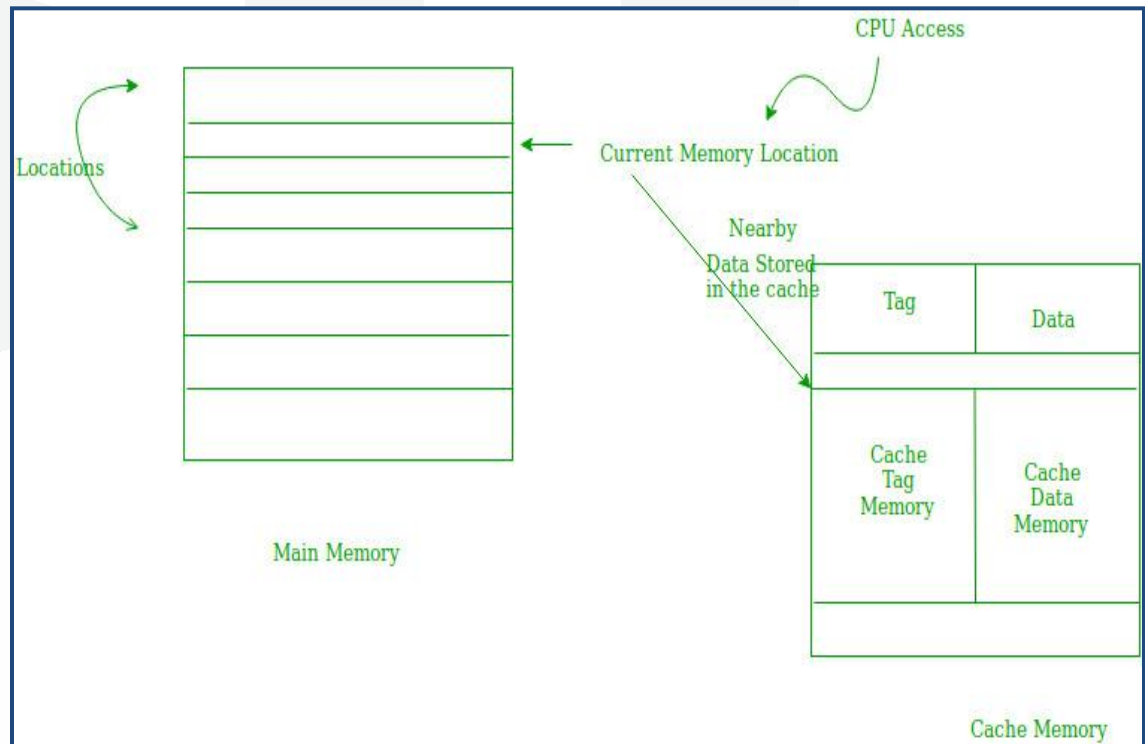 CPU Access
Locations
Current Memory Location
Nearby
Data Stored
in the cache
Tag
Data
Cache
Tag
Memory
Cache
Data
Memory
Main Memory
Cache Memory